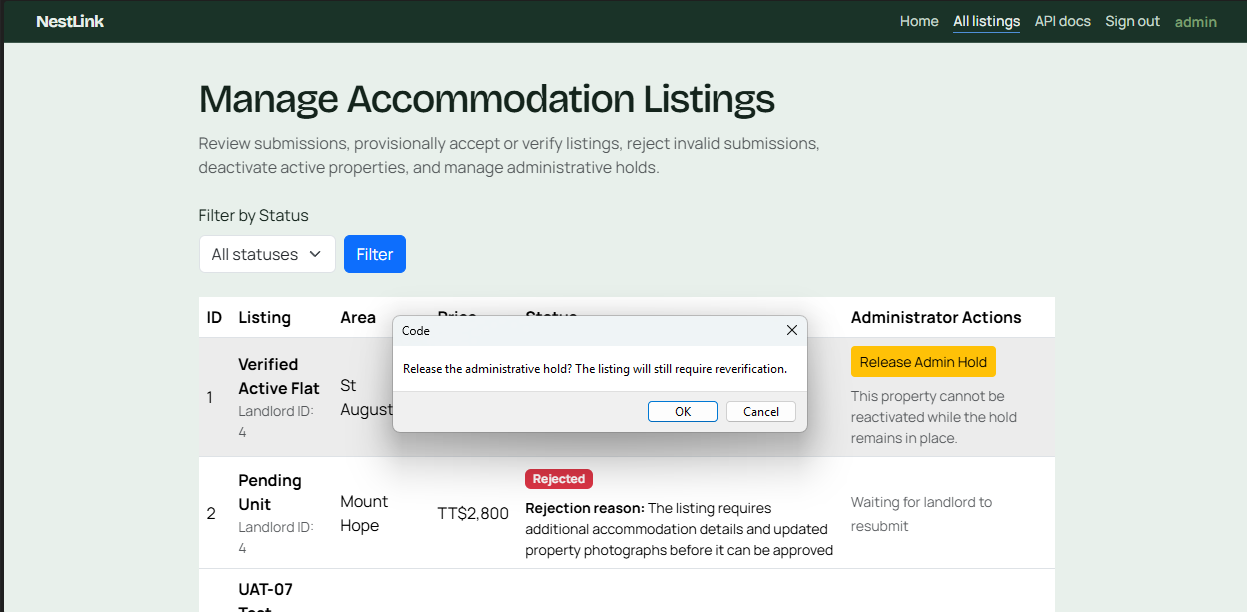 NestLink
Home All listings API docs Sign out admin
Manage Accommodation Listings
Review submissions, provisionally accept or verify listings, reject invalid submissions,
deactivate active properties, and manage administrative holds.
Filter by Status
All statuses Filter
ID Listing Area Price Status Administrator Actions
1
Verified
Active Flat
Landlord ID:
4
St
August
Code
Release the administrative hold? The listing will still require reverification.
OK Cancel
Release Admin Hold
This property cannot be
reactivated while the hold
remains in place.
2
Pending
Unit
Landlord ID:
4
Mount
Hope
TT$2,800
Rejected
Rejection reason: The listing requires
additional accommodation details and updated
property photographs before it can be approved
Waiting for landlord to
resubmit
UAT-07
Test